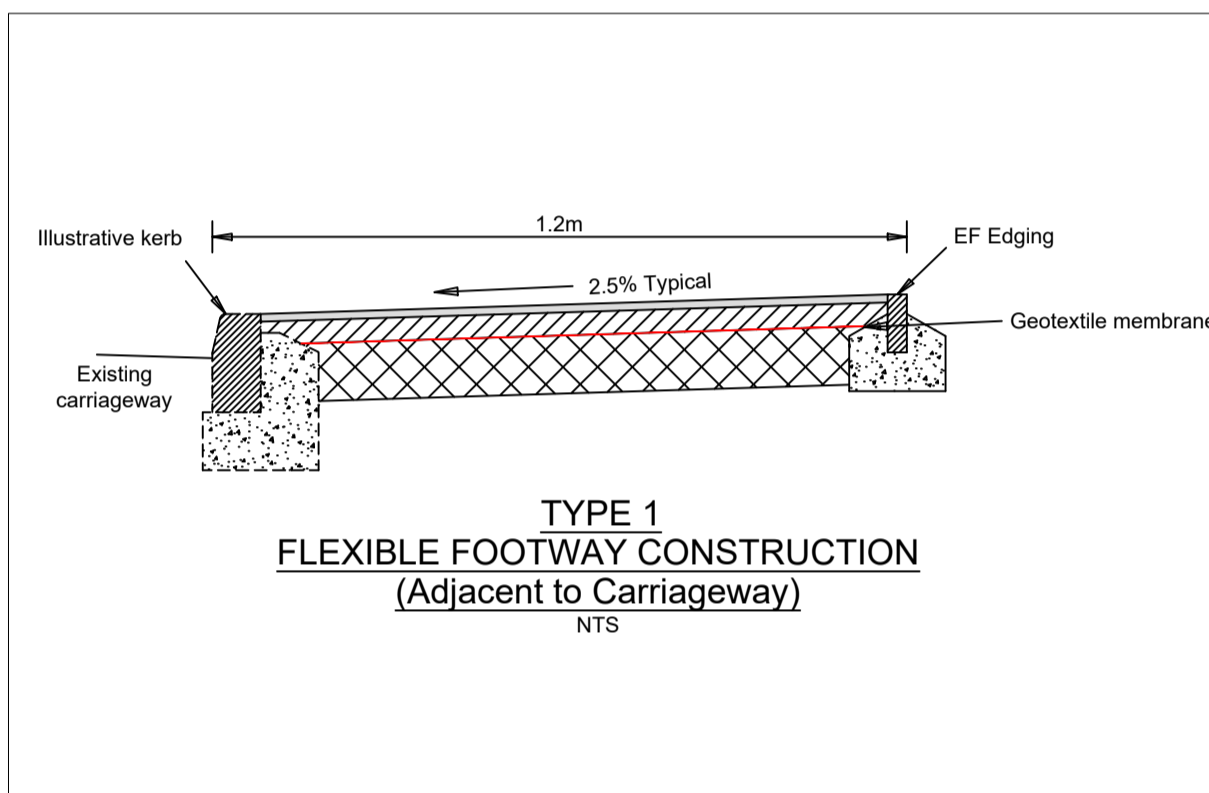 1.2m
Illustrative kerb
EF Edging
2.5% Typical
Geotextile membrane
Existing
carriageway
TYPE 1
FLEXIBLE FOOTWAY CONSTRUCTION
(Adjacent to Carriageway)
NTS